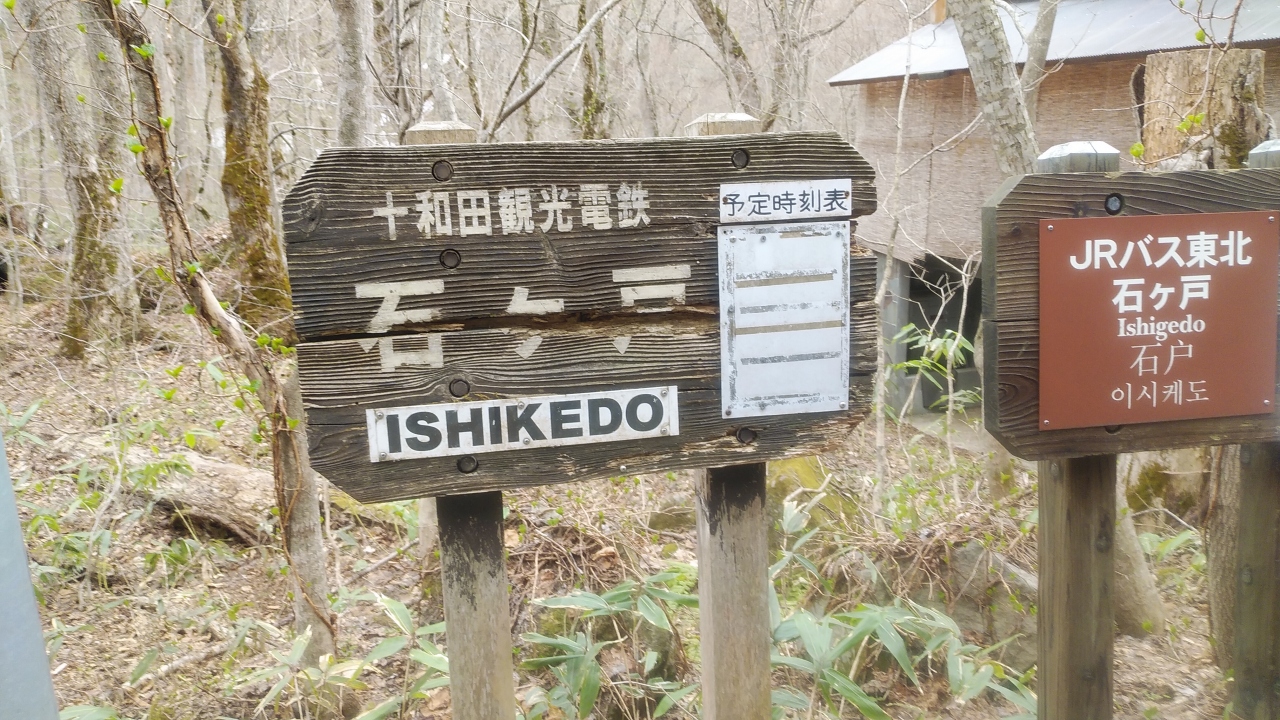 十和田観光電鉄
石ヶ戸
ISHIKEDO
予定時刻表
JRバス東北
石ヶ戸
Ishigedo
石户
이시케도